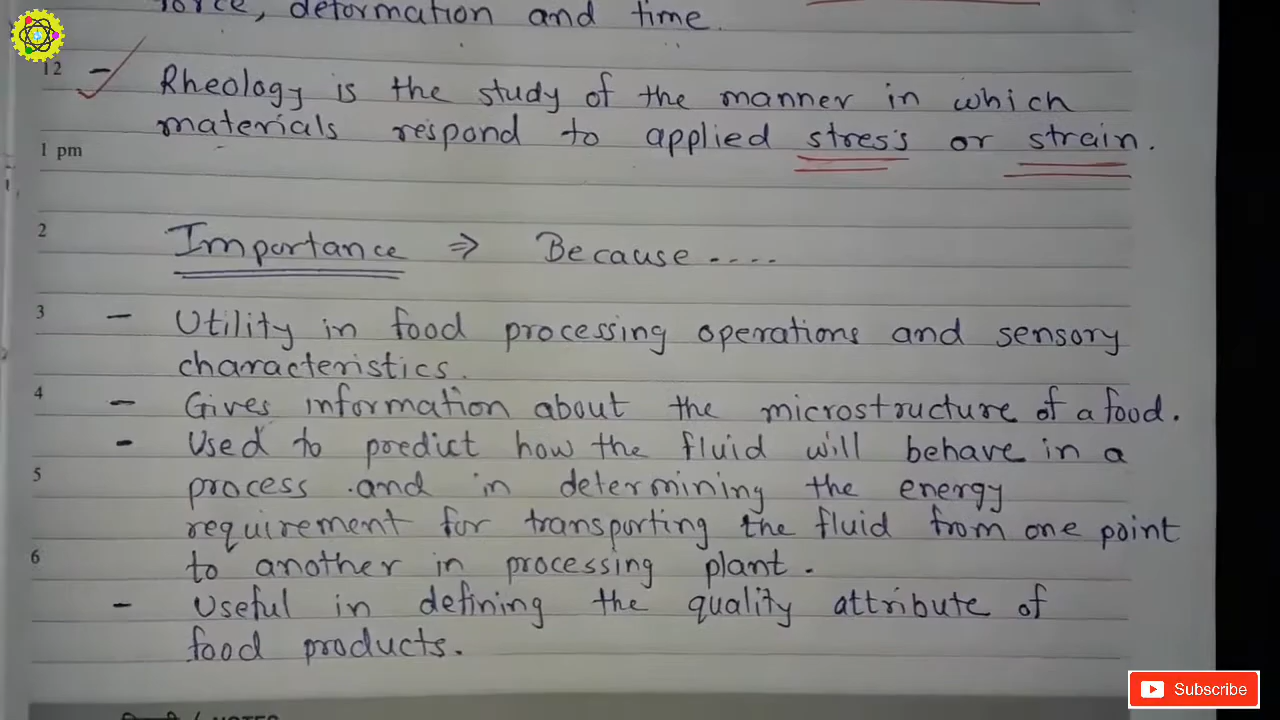 force, deformation and time.
12 - Rheology is the study of the manner in which
materials respond to applied stress or strain.
1 pm
2 Importance ⇒ Because....
3 - Utility in food processing operations and sensory
characteristics.
4 - Gives information about the microstructure of a food.
- Used to predict how the fluid will behave in a
5 process and in determining the energy
requirement for transporting the fluid from one point
6 to another in processing plant.
- Useful in defining the quality attribute of
food products.
Subscribe